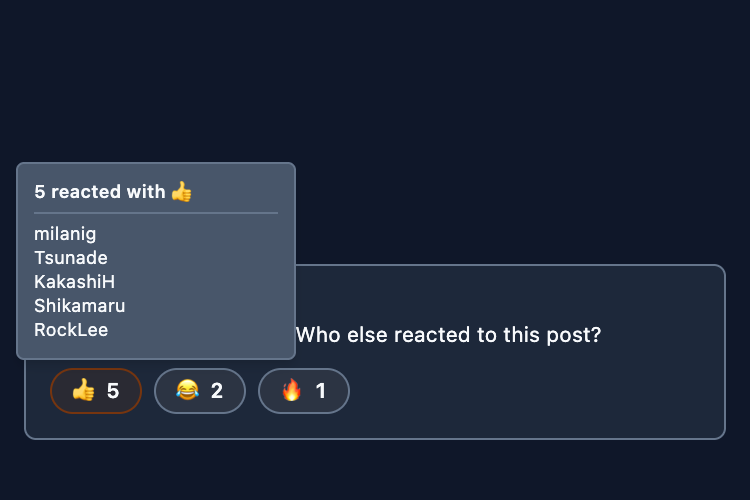 5 reacted with 👍
milanig
Tsunade
KakashiH
Shikamaru
RockLee
Who else reacted to this post?
👍 5 😂 2 🔥 1